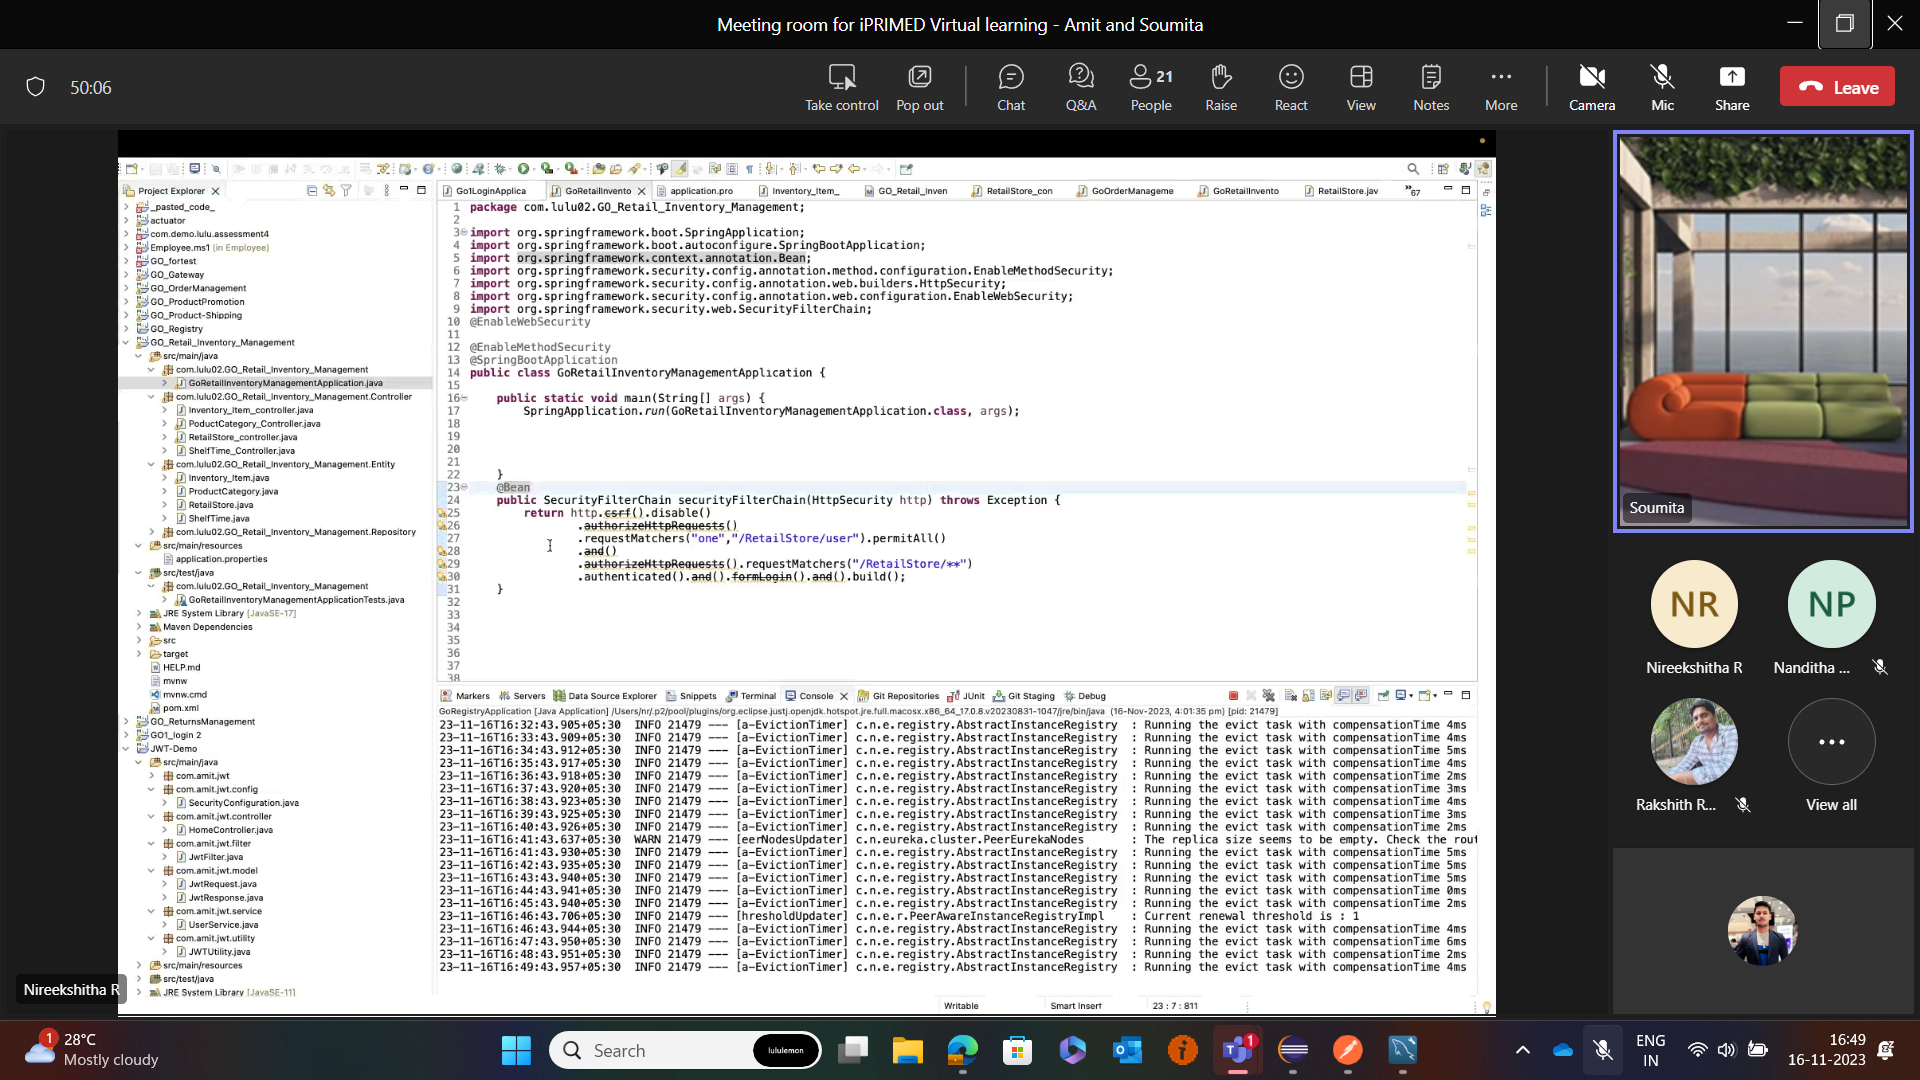 Meeting room for iPRIMED Virtual learning - Amit and Soumita
50:06
Take control
Pop out
Chat
Q&A
21
People
Raise
React
View
Notes
More
Camera
Mic
Share
Leave
Project Explorer
_pasted_code_
actuator
com.demo.lulu.assessment4
Employee.ms1 (in Employee)
GO_fortest
GO_Gateway
GO_OrderManagement
GO_ProductPromotion
GO_Product-Shipping
GO_Registry
GO_Retail_Inventory_Management
src/main/java
com.lulu02.GO_Retail_Inventory_Management
GoRetailInventoryManagementApplication.java
com.lulu02.GO_Retail_Inventory_Management.Controller
Inventory_Item_controller.java
PoductCategory_Controller.java
RetailStore_controller.java
ShelfTime_Controller.java
com.lulu02.GO_Retail_Inventory_Management.Entity
Inventory_Item.java
ProductCategory.java
RetailStore.java
ShelfTime.java
com.lulu02.GO_Retail_Inventory_Management.Repository
src/main/resources
application.properties
src/test/java
com.lulu02.GO_Retail_Inventory_Management
GoRetailInventoryManagementApplicationTests.java
JRE System Library [JavaSE-17]
Maven Dependencies
src
target
HELP.md
mvnw
mvnw.cmd
pom.xml
GO_ReturnsManagement
GO1_login 2
JWT-Demo
src/main/java
com.amit.jwt
com.amit.jwt.config
SecurityConfiguration.java
com.amit.jwt.controller
HomeController.java
com.amit.jwt.filter
JwtFilter.java
com.amit.jwt.model
JwtRequest.java
JwtResponse.java
com.amit.jwt.service
UserService.java
com.amit.jwt.utility
JWTUtility.java
src/main/resources
src/test/java
JRE System Library [JavaSE-11]
Go1LoginApplica
GoRetailInvento
application.pro
Inventory_Item_
GO_Retail_Inven
RetailStore_con
GoOrderManageme
GoRetailInvento
RetailStore.jav
67
1 package com.lulu02.GO_Retail_Inventory_Management;
2
3 import org.springframework.boot.SpringApplication;
4 import org.springframework.boot.autoconfigure.SpringBootApplication;
5 import org.springframework.context.annotation.Bean;
6 import org.springframework.security.config.annotation.method.configuration.EnableMethodSecurity;
7 import org.springframework.security.config.annotation.web.builders.HttpSecurity;
8 import org.springframework.security.config.annotation.web.configuration.EnableWebSecurity;
9 import org.springframework.security.web.SecurityFilterChain;
10 @EnableWebSecurity
11
12 @EnableMethodSecurity
13 @SpringBootApplication
14 public class GoRetailInventoryManagementApplication {
15
16 public static void main(String[] args) {
17 SpringApplication.run(GoRetailInventoryManagementApplication.class, args);
18
19
20
21
22 }
23 @Bean
24 public SecurityFilterChain securityFilterChain(HttpSecurity http) throws Exception {
25 return http.csrf().disable()
26 .authorizeHttpRequests()
27 .requestMatchers("one","/RetailStore/user").permitAll()
28 .and()
29 .authorizeHttpRequests().requestMatchers("/RetailStore/**")
30 .authenticated().and().formLogin().and().build();
31 }
32
33
34
35
36
37
38
Markers
Servers
Data Source Explorer
Snippets
Terminal
Console
Git Repositories
JUnit
Git Staging
Debug
GoRegistryApplication [Java Application] /Users/nr/.p2/pool/plugins/org.eclipse.justj.openjdk.hotspot.jre.full.macosx.x86_64_17.0.8.v20230831-1047/jre/bin/java (16-Nov-2023, 4:01:35 pm) [pid: 21479]
23-11-16T16:32:43.905+05:30 INFO 21479 --- [a-EvictionTimer] c.n.e.registry.AbstractInstanceRegistry : Running the evict task with compensationTime 4ms
23-11-16T16:33:43.909+05:30 INFO 21479 --- [a-EvictionTimer] c.n.e.registry.AbstractInstanceRegistry : Running the evict task with compensationTime 4ms
23-11-16T16:34:43.912+05:30 INFO 21479 --- [a-EvictionTimer] c.n.e.registry.AbstractInstanceRegistry : Running the evict task with compensationTime 5ms
23-11-16T16:35:43.917+05:30 INFO 21479 --- [a-EvictionTimer] c.n.e.registry.AbstractInstanceRegistry : Running the evict task with compensationTime 4ms
23-11-16T16:36:43.918+05:30 INFO 21479 --- [a-EvictionTimer] c.n.e.registry.AbstractInstanceRegistry : Running the evict task with compensationTime 2ms
23-11-16T16:37:43.920+05:30 INFO 21479 --- [a-EvictionTimer] c.n.e.registry.AbstractInstanceRegistry : Running the evict task with compensationTime 3ms
23-11-16T16:38:43.923+05:30 INFO 21479 --- [a-EvictionTimer] c.n.e.registry.AbstractInstanceRegistry : Running the evict task with compensationTime 4ms
23-11-16T16:39:43.925+05:30 INFO 21479 --- [a-EvictionTimer] c.n.e.registry.AbstractInstanceRegistry : Running the evict task with compensationTime 3ms
23-11-16T16:40:43.926+05:30 INFO 21479 --- [a-EvictionTimer] c.n.e.registry.AbstractInstanceRegistry : Running the evict task with compensationTime 2ms
23-11-16T16:41:43.637+05:30 WARN 21479 --- [eerNodesUpdater] c.n.eureka.cluster.PeerEurekaNodes : The replica size seems to be empty. Check the rout
23-11-16T16:41:43.930+05:30 INFO 21479 --- [a-EvictionTimer] c.n.e.registry.AbstractInstanceRegistry : Running the evict task with compensationTime 5ms
23-11-16T16:42:43.935+05:30 INFO 21479 --- [a-EvictionTimer] c.n.e.registry.AbstractInstanceRegistry : Running the evict task with compensationTime 5ms
23-11-16T16:43:43.940+05:30 INFO 21479 --- [a-EvictionTimer] c.n.e.registry.AbstractInstanceRegistry : Running the evict task with compensationTime 5ms
23-11-16T16:44:43.941+05:30 INFO 21479 --- [a-EvictionTimer] c.n.e.registry.AbstractInstanceRegistry : Running the evict task with compensationTime 0ms
23-11-16T16:45:43.940+05:30 INFO 21479 --- [a-EvictionTimer] c.n.e.registry.AbstractInstanceRegistry : Running the evict task with compensationTime 2ms
23-11-16T16:46:43.706+05:30 INFO 21479 --- [hresholdUpdater] c.n.e.r.PeerAwareInstanceRegistryImpl : Current renewal threshold is : 1
23-11-16T16:46:43.944+05:30 INFO 21479 --- [a-EvictionTimer] c.n.e.registry.AbstractInstanceRegistry : Running the evict task with compensationTime 4ms
23-11-16T16:47:43.950+05:30 INFO 21479 --- [a-EvictionTimer] c.n.e.registry.AbstractInstanceRegistry : Running the evict task with compensationTime 6ms
23-11-16T16:48:43.951+05:30 INFO 21479 --- [a-EvictionTimer] c.n.e.registry.AbstractInstanceRegistry : Running the evict task with compensationTime 2ms
23-11-16T16:49:43.957+05:30 INFO 21479 --- [a-EvictionTimer] c.n.e.registry.AbstractInstanceRegistry : Running the evict task with compensationTime 4ms
Writable
Smart Insert
23 : 7 : 811
Nireekshitha R
Soumita
NR
NP
Nireekshitha R
Nanditha ...
Rakshith R...
View all
1
28°C
Mostly cloudy
Search
lululemon
1
ENG
IN
16:49
16-11-2023